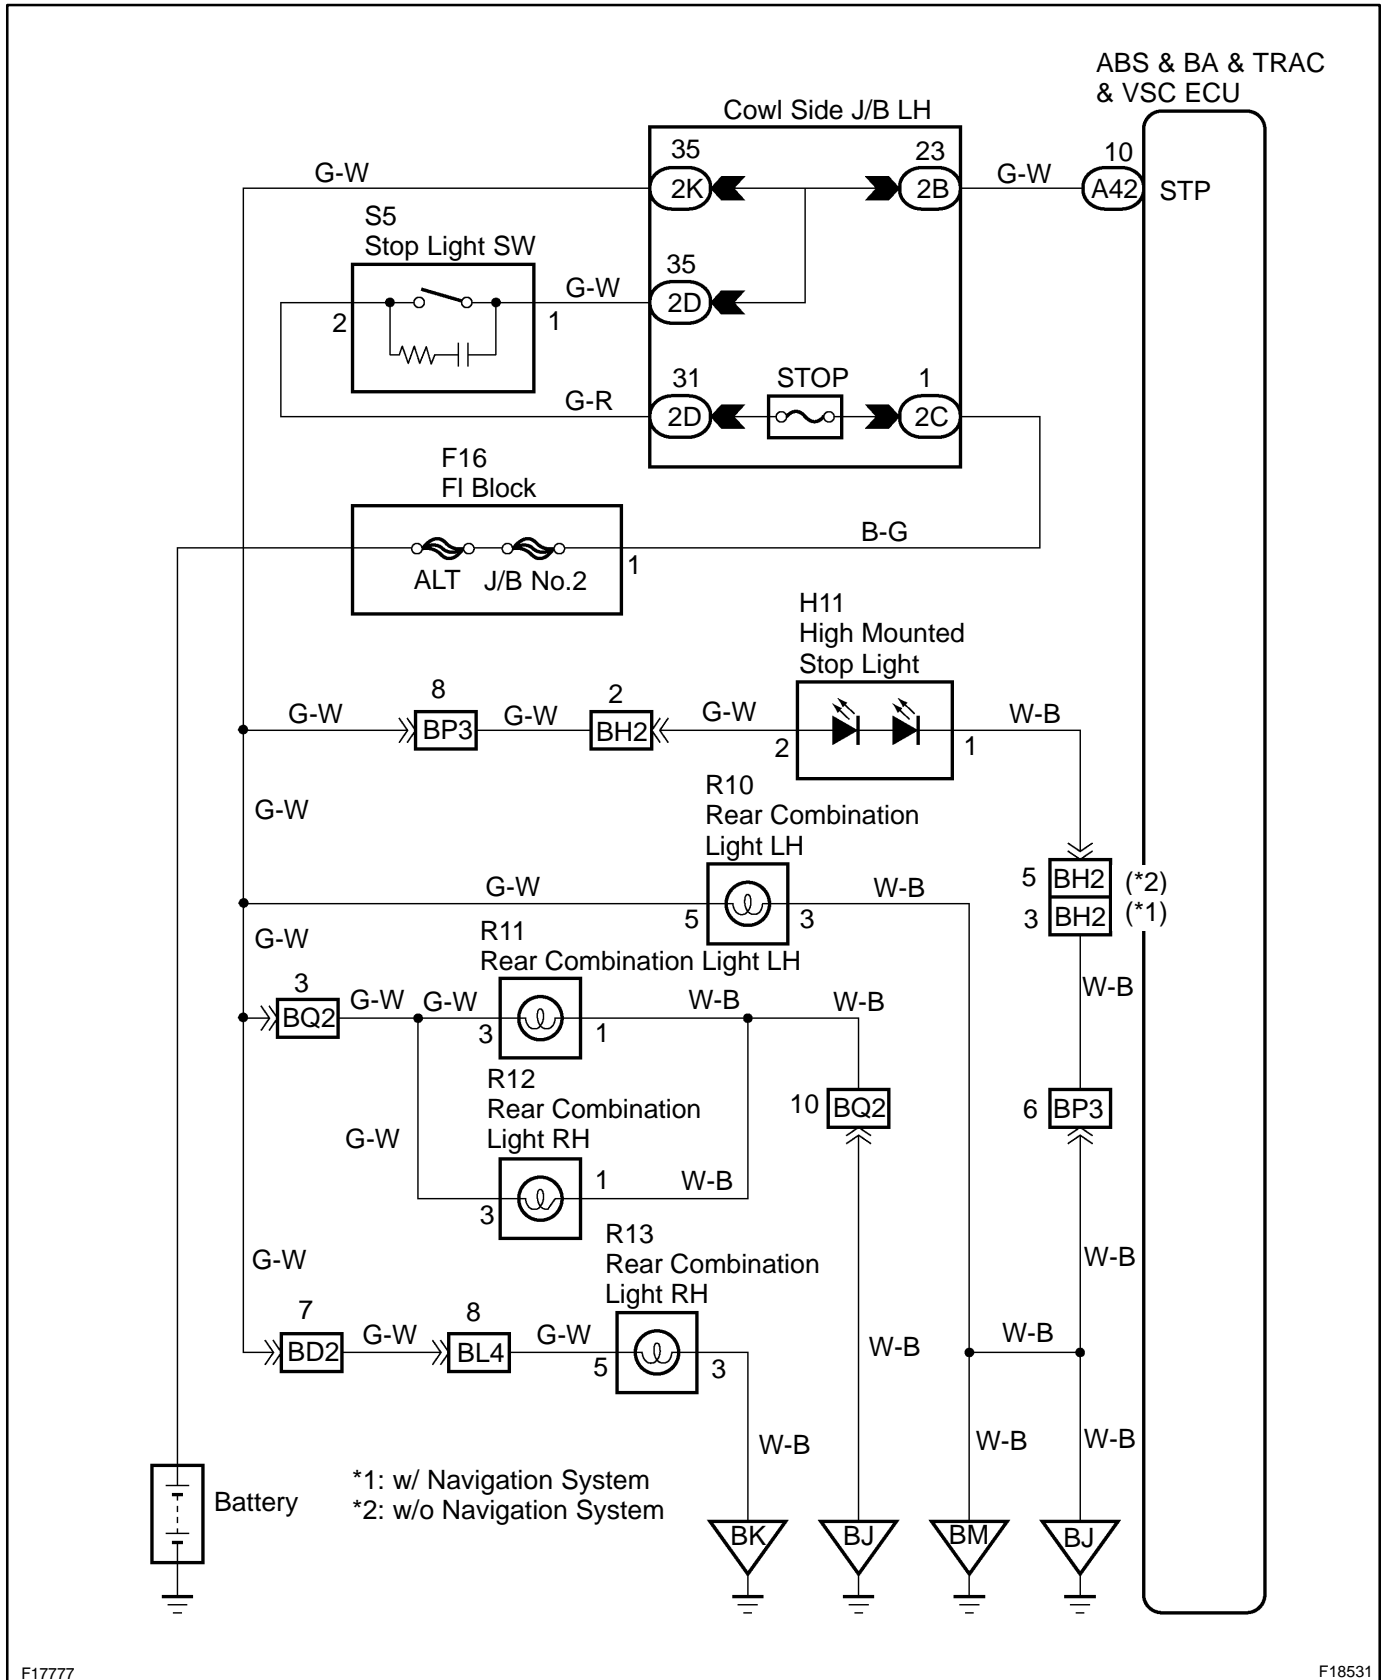 ABS & BA & TRAC
& VSC ECU
Cowl Side J/B LH
35
23
10
G-W
2K
2B
G-W
A42
STP
S5
Stop Light SW
35
G-W
2D
2
1
31
STOP
1
G-R
2D
2C
F16
FI Block
B-G
ALT
J/B No.2
1
H11
High Mounted
Stop Light
8
2
G-W
BP3
G-W
BH2
G-W
W-B
2
1
R10
Rear Combination
Light LH
G-W
5
BH2
(*2)
3
BH2
(*1)
G-W
W-B
5
3
R11
Rear Combination Light LH
G-W
3
BQ2
G-W
G-W
W-B
W-B
W-B
3
1
R12
Rear Combination
Light RH
10
BQ2
6
BP3
G-W
1
W-B
3
R13
Rear Combination
Light RH
G-W
W-B
7
8
BD2
G-W
BL4
G-W
5
3
W-B
W-B
W-B
W-B
W-B
*1: w/ Navigation System
*2: w/o Navigation System
Battery
BK
BJ
BM
BJ
F17777
F18531